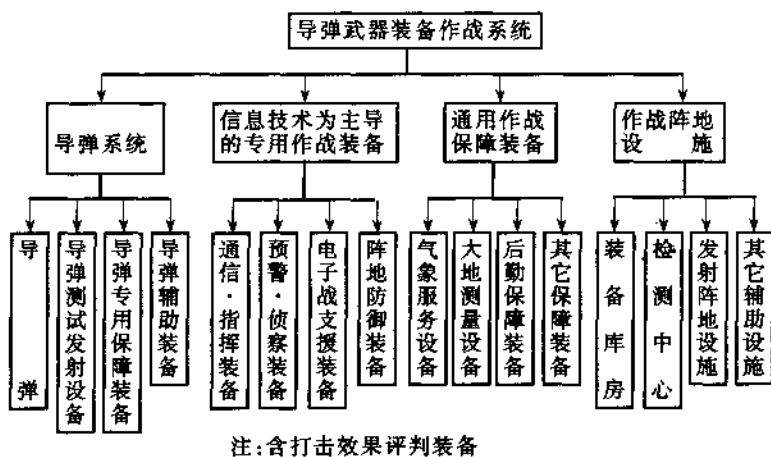 导弹武器装备作战系统
导弹系统
信息技术为主导
的专用作战装备
通用作战
保障装备
作战阵地
设施
导弹
导弹测试发射设备
导弹专用保障装备
导弹辅助装备
通信·指挥装备
预警·侦察装备
电子战支援装备
阵地防御装备
气象服务设备
大地测量设备
后勤保障装备
其它保障装备
装备库房
检测中心
发射阵地设施
其它辅助设施
注:含打击效果评判装备